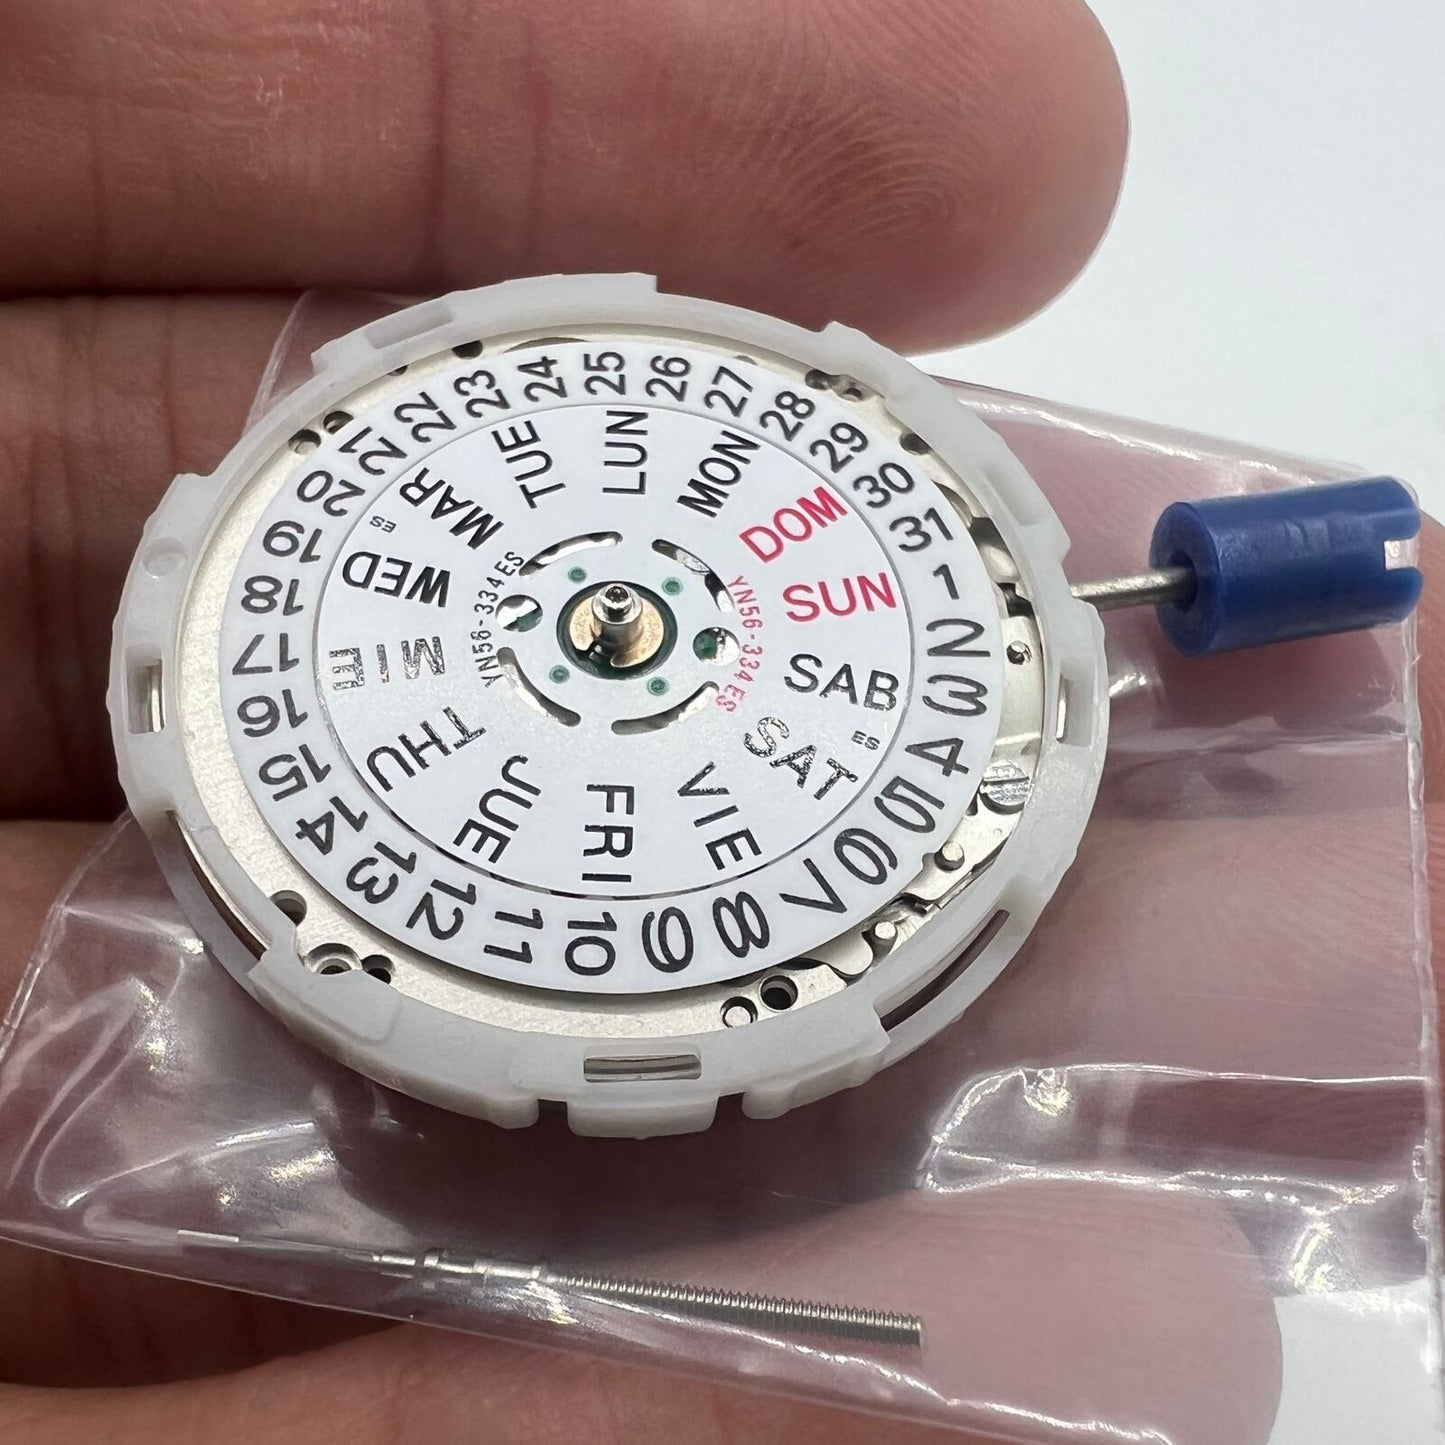 1
2
3
4
5
6
7
8
9
10
11
12
13
14
15
16
17
18
19
20
21
22
23
24
25
26
27
28
29
30
31
LUN
MON
DOM
SUN
SAB
ES
SAT
VIE
FRI
JUE
THU
MIE
WED
ES
MAR
TUE
YN56-334ES
YN56-334ES